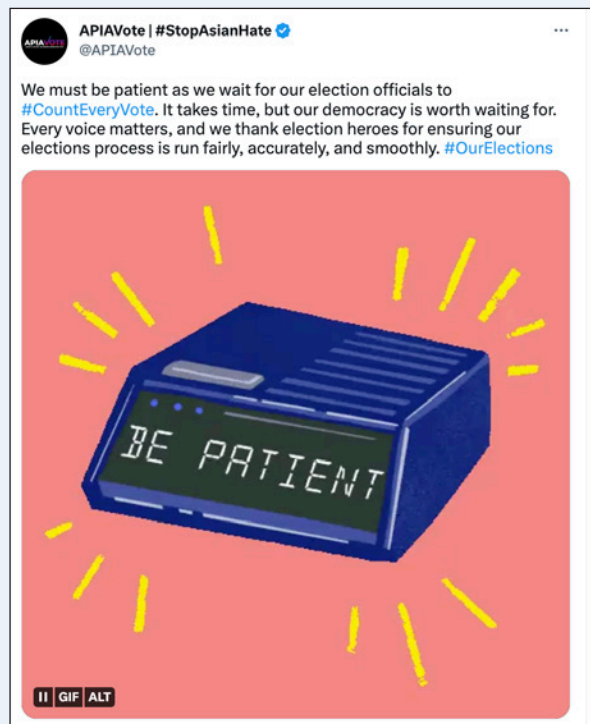 APIAVOTE
APIAVote | #StopAsianHate
@APIAVote
We must be patient as we wait for our election officials to
#CountEveryVote. It takes time, but our democracy is worth waiting for.
Every voice matters, and we thank election heroes for ensuring our
elections process is run fairly, accurately, and smoothly. #OurElections
BE PATIENT
GIF ALT